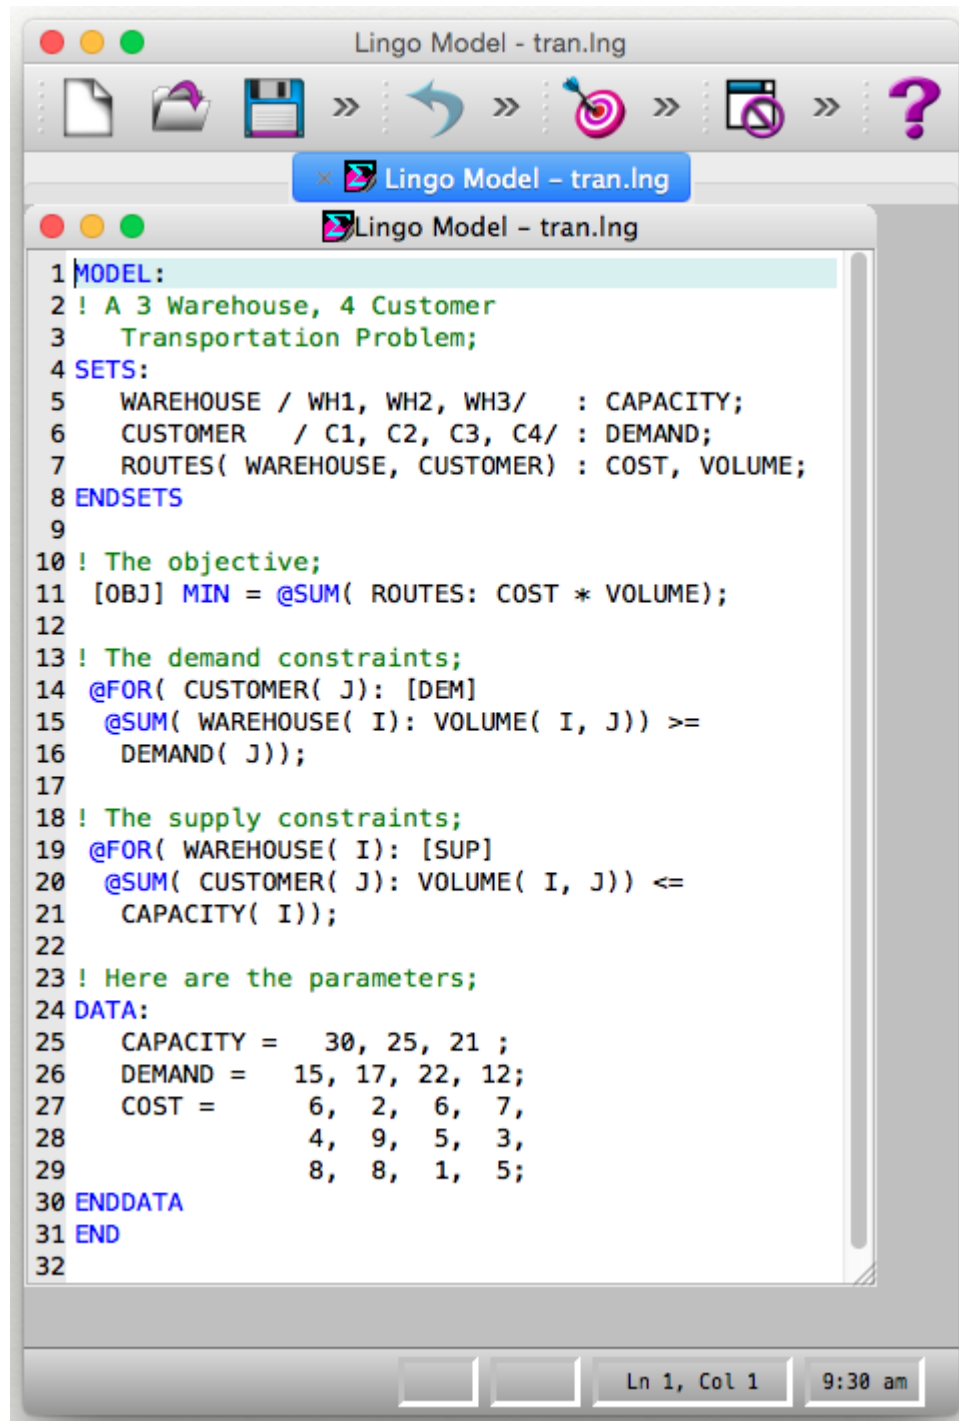 Lingo Model - tran.lng
» » » » ?
× Lingo Model – tran.lng
Lingo Model – tran.lng
1 MODEL:
2 ! A 3 Warehouse, 4 Customer
3    Transportation Problem;
4 SETS:
5    WAREHOUSE / WH1, WH2, WH3/   : CAPACITY;
6    CUSTOMER   / C1, C2, C3, C4/ : DEMAND;
7    ROUTES( WAREHOUSE, CUSTOMER) : COST, VOLUME;
8 ENDSETS
9
10 ! The objective;
11  [OBJ] MIN = @SUM( ROUTES: COST * VOLUME);
12
13 ! The demand constraints;
14  @FOR( CUSTOMER( J): [DEM]
15   @SUM( WAREHOUSE( I): VOLUME( I, J)) >=
16    DEMAND( J));
17
18 ! The supply constraints;
19  @FOR( WAREHOUSE( I): [SUP]
20   @SUM( CUSTOMER( J): VOLUME( I, J)) <=
21    CAPACITY( I));
22
23 ! Here are the parameters;
24 DATA:
25    CAPACITY =   30, 25, 21 ;
26    DEMAND =   15, 17, 22, 12;
27    COST =      6,  2,  6,  7,
28                4,  9,  5,  3,
29                8,  8,  1,  5;
30 ENDDATA
31 END
32
Ln 1, Col 1 9:30 am